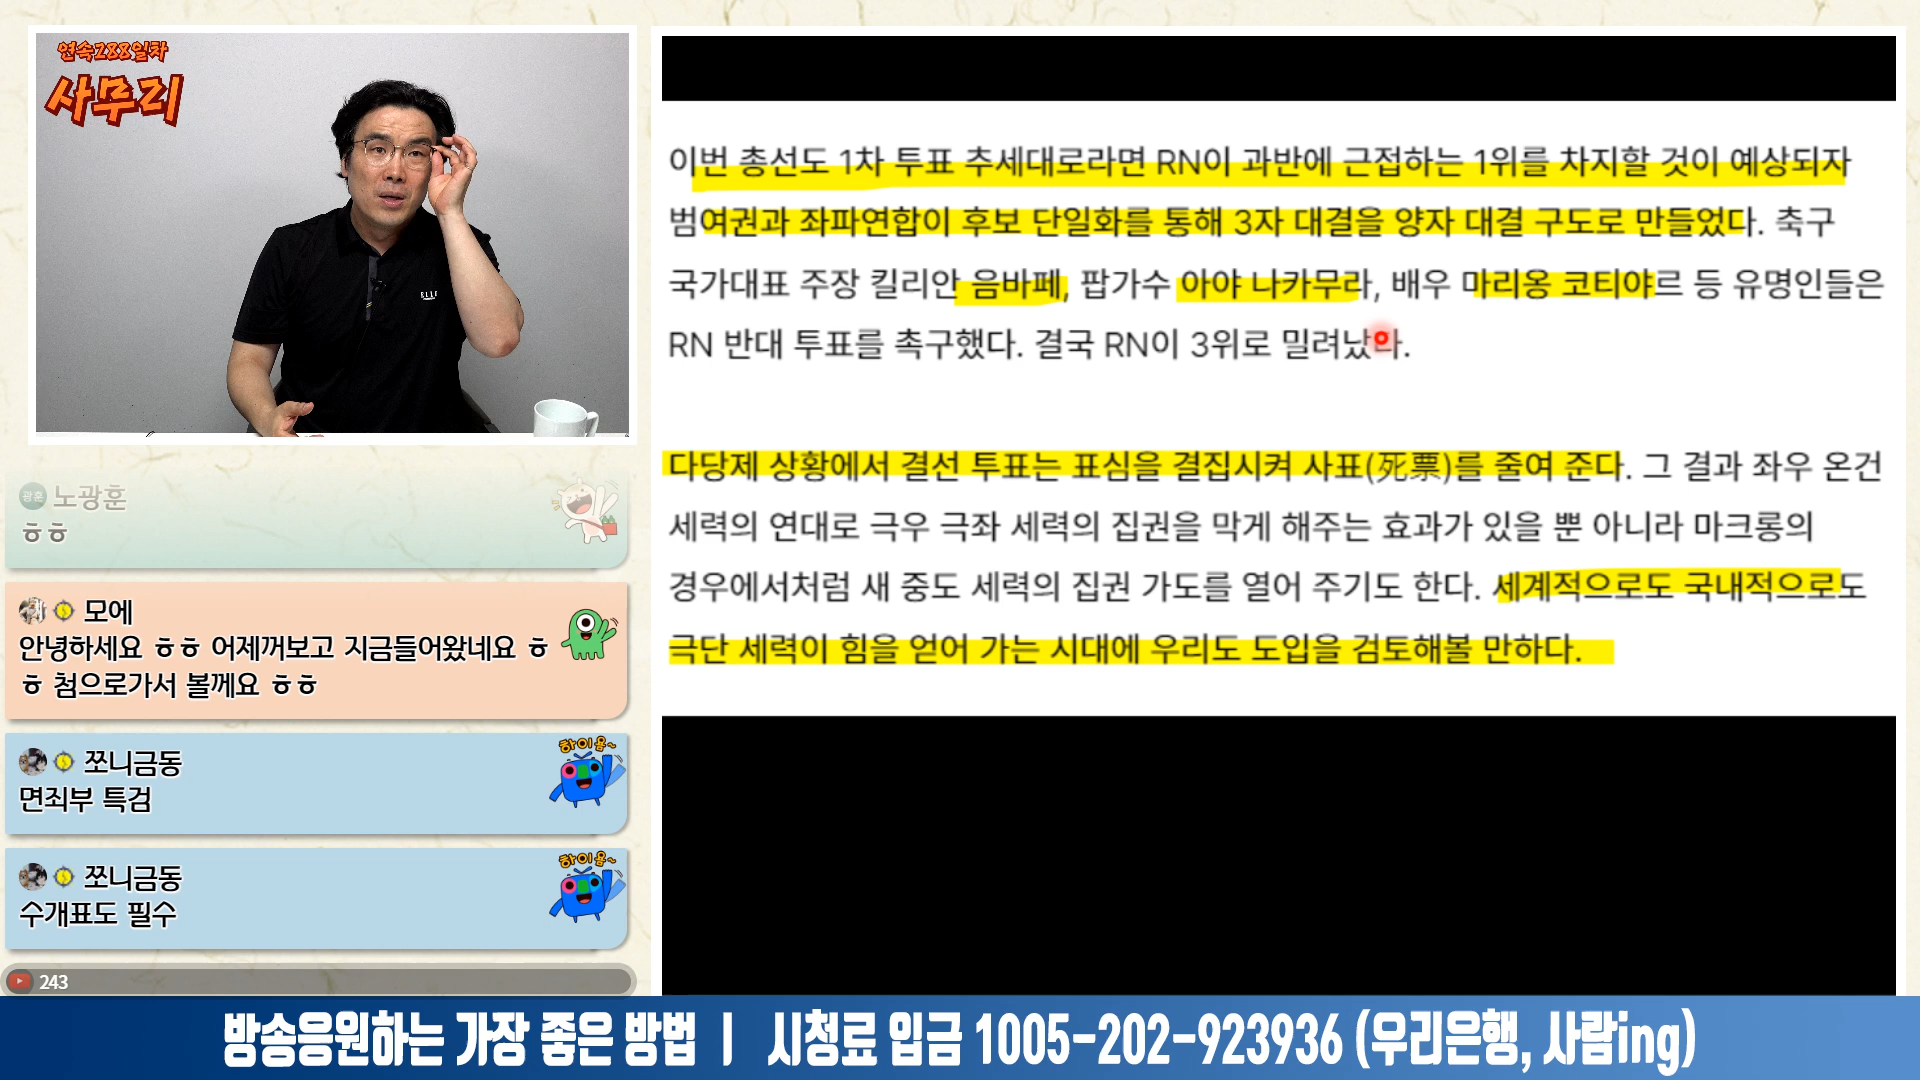 연속288일차
사무리
ELLE
이번 총선도 1차 투표 추세대로라면 RN이 과반에 근접하는 1위를 차지할 것이 예상되자
범여권과 좌파연합이 후보 단일화를 통해 3자 대결을 양자 대결 구도로 만들었다. 축구
국가대표 주장 킬리안 음바페, 팝가수 아야 나카무라, 배우 마리옹 코티야르 등 유명인들은
RN 반대 투표를 촉구했다. 결국 RN이 3위로 밀려났다.
다당제 상황에서 결선 투표는 표심을 결집시켜 사표(死票)를 줄여 준다. 그 결과 좌우 온건
세력의 연대로 극우 극좌 세력의 집권을 막게 해주는 효과가 있을 뿐 아니라 마크롱의
경우에서처럼 새 중도 세력의 집권 가도를 열어 주기도 한다. 세계적으로도 국내적으로도
극단 세력이 힘을 얻어 가는 시대에 우리도 도입을 검토해볼 만하다.
광훈 노광훈
ㅎㅎ
모에
안녕하세요 ㅎㅎ 어제꺼보고 지금들어왔네요 ㅎ
ㅎ 첨으로가서 볼께요 ㅎㅎ
쪼니금동
하이욤~
면죄부 특검
쪼니금동
하이욤~
수개표도 필수
243
방송응원하는 가장 좋은 방법 ㅣ 시청료 입금 1005-202-923936 (우리은행, 사람ing)